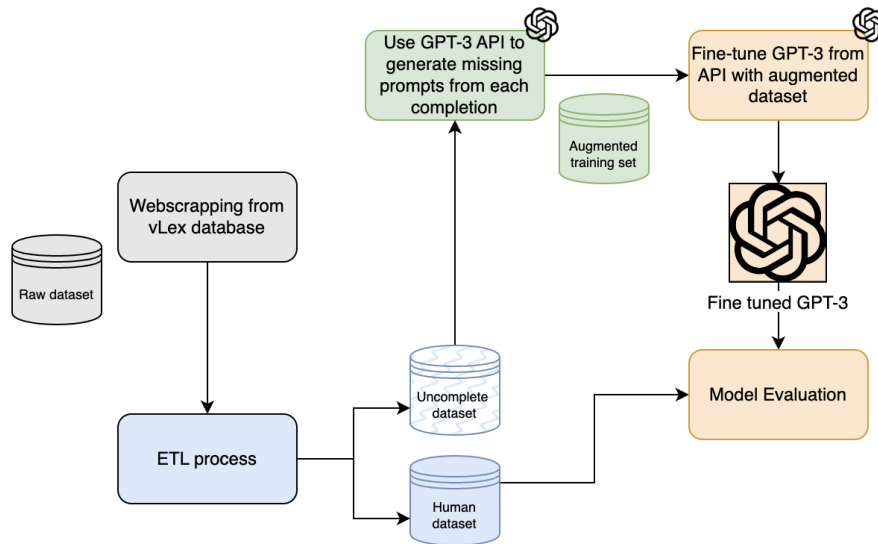 Use GPT-3 API to
generate missing
prompts from each
completion
Fine-tune GPT-3 from
API with augmented
dataset
Augmented
training set
Webscrapping from
vLex database
Raw dataset
Fine tuned GPT-3
Uncomplete
dataset
Model Evaluation
ETL process
Human
dataset